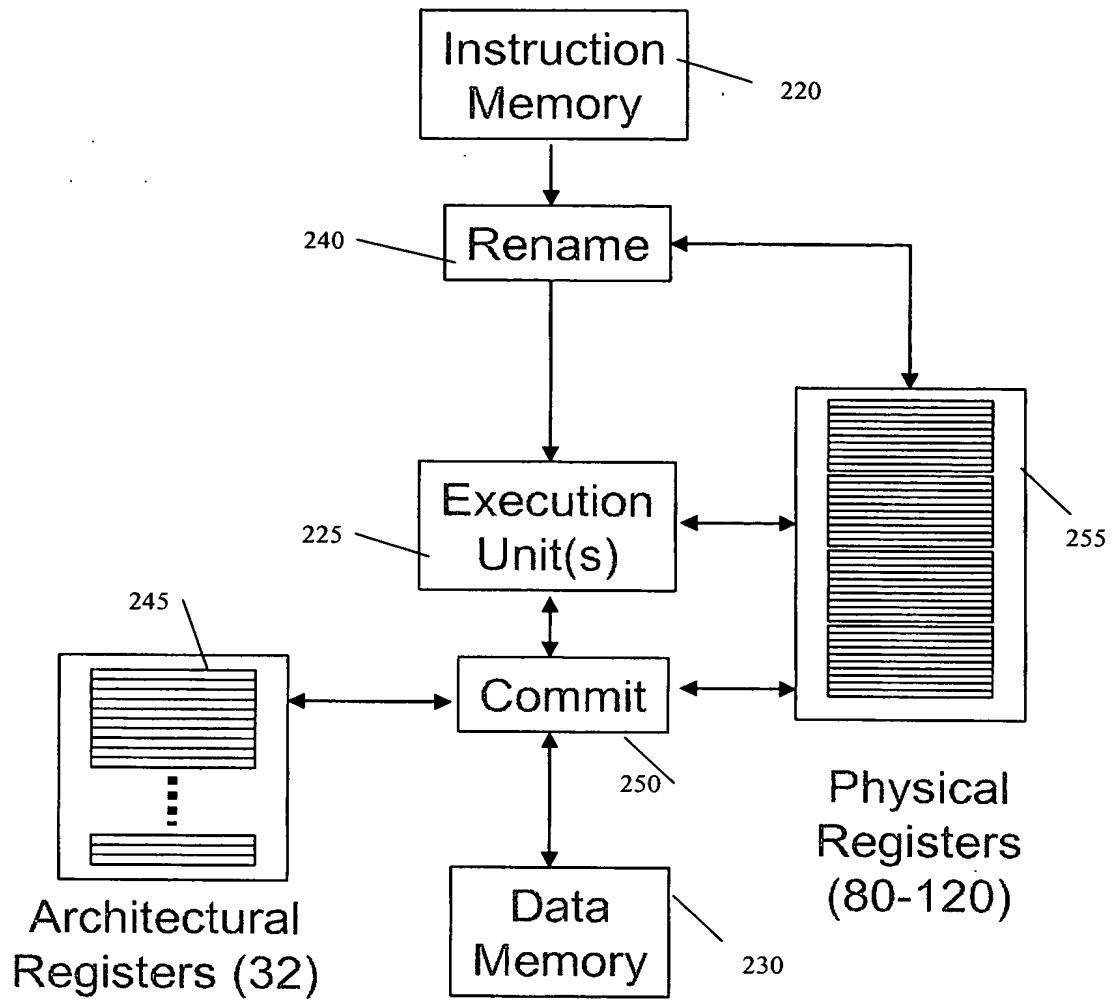 Instruction
Memory
220
240
Rename
Execution
Unit(s)
225
255
245
Commit
250
Physical
Registers
(80-120)
Architectural
Registers (32)
Data
Memory
230